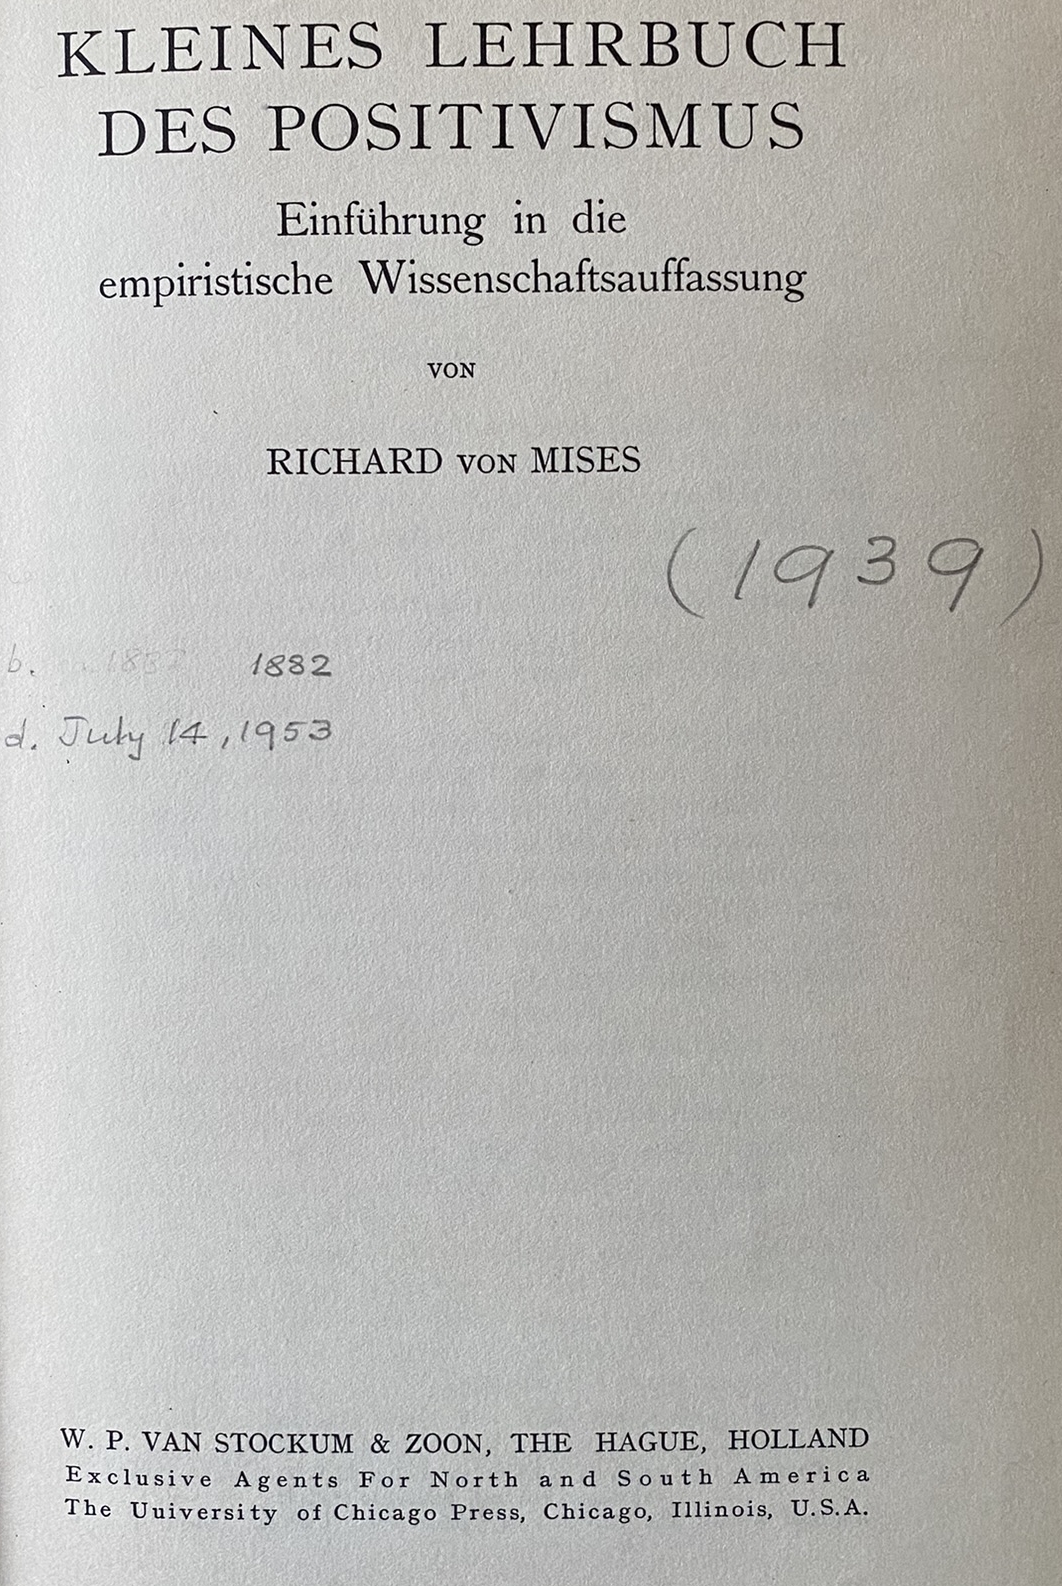 KLEINES LEHRBUCH
DES POSITIVISMUS
Einführung in die
empiristische Wissenschaftsauffassung
VON
RICHARD VON MISES
(1939)
b. 1882 1882
d. July 14, 1953
W. P. VAN STOCKUM & ZOON, THE HAGUE, HOLLAND
Exclusive Agents For North and South America
The Uuiversity of Chicago Press, Chicago, Illinois, U.S.A.